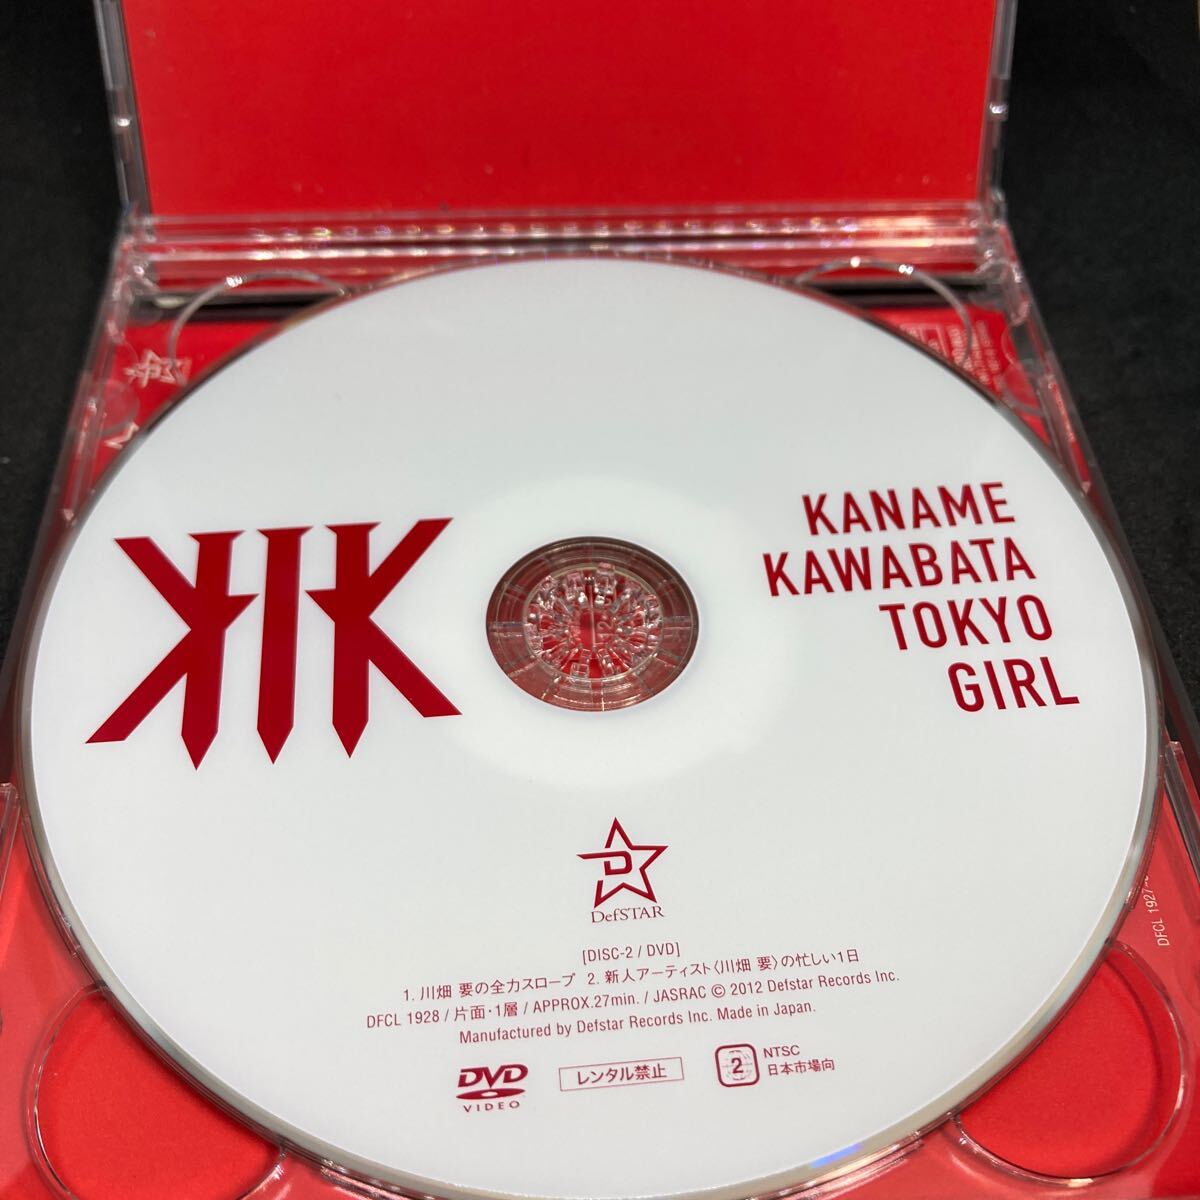 KANAME
KAWABATA
TOKYO
GIRL
D
DefSTAR
[DISC-2 / DVD]
1. 川畑 要の全力スロープ 2. 新人アーティスト〈川畑 要〉の忙しい1日
DFCL 1928 / 片面・1層 / APPROX.27min. / JASRAC © 2012 Defstar Records Inc.
Manufactured by Defstar Records Inc. Made in Japan.
DVD
VIDEO
レンタル禁止
2
NTSC
日本市場向
DFCL 1927-